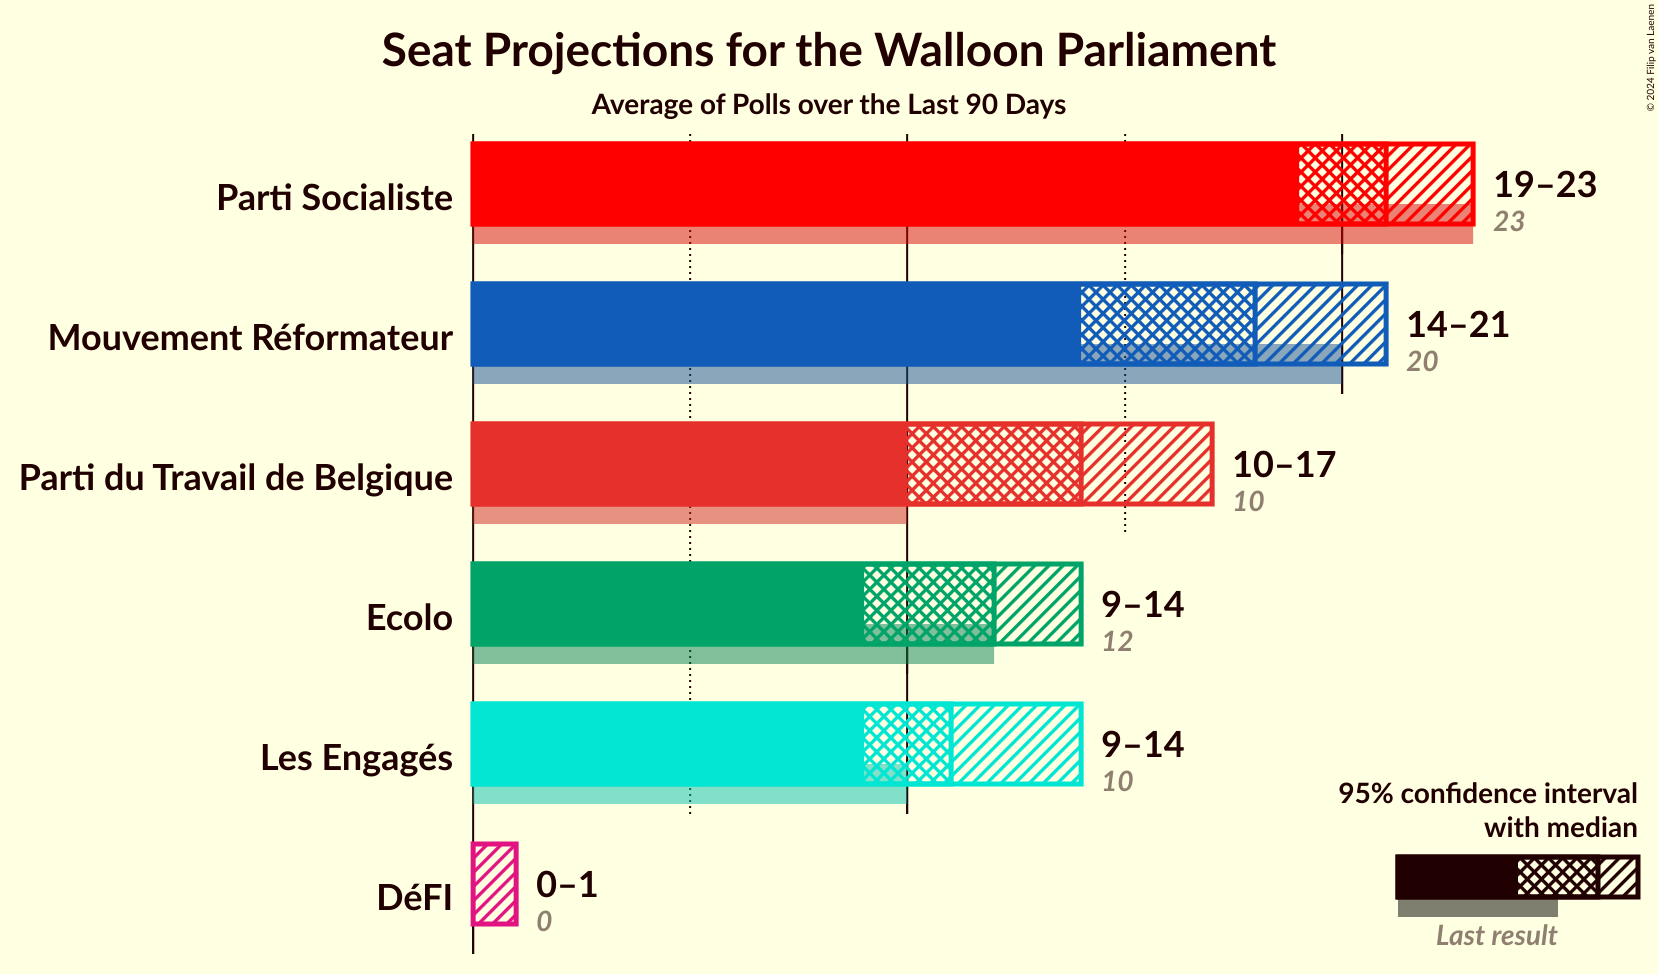 Seat Projections for the Walloon Parliament
Average of Polls over the Last 90 Days
© 2024 Filip van Laenen
Parti Socialiste
19–23
23
Mouvement Réformateur
14–21
20
Parti du Travail de Belgique
10–17
10
Ecolo
9–14
12
Les Engagés
9–14
10
DéFI
0–1
0
95% confidence interval
with median
Last result